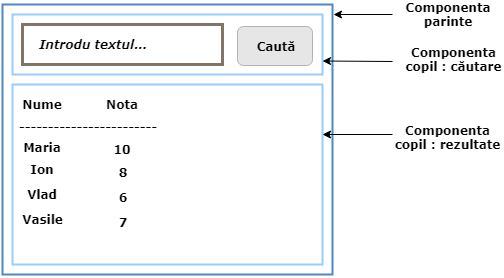 Componenta
parinte
Introdu textul...
Caută
Componenta
copil : căutare
Nume Nota
------------------------
Maria 10
Ion 8
Vlad 6
Vasile 7
Componenta
copil : rezultate